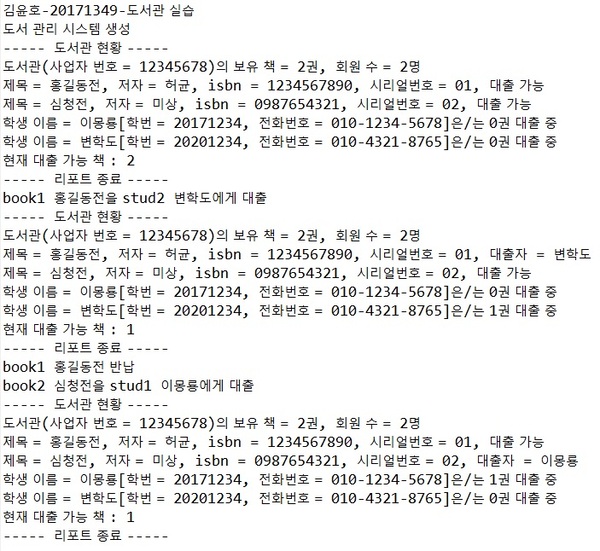 김윤호-20171349-도서관 실습
도서 관리 시스템 생성
----- 도서관 현황 -----
도서관(사업자 번호 = 12345678)의 보유 책 = 2권, 회원 수 = 2명
제목 = 홍길동전, 저자 = 허균, isbn = 1234567890, 시리얼번호 = 01, 대출 가능
제목 = 심청전, 저자 = 미상, isbn = 0987654321, 시리얼번호 = 02, 대출 가능
학생 이름 = 이몽룡[학번 = 20171234, 전화번호 = 010-1234-5678]은/는 0권 대출 중
학생 이름 = 변학도[학번 = 20201234, 전화번호 = 010-4321-8765]은/는 0권 대출 중
현재 대출 가능 책 : 2
----- 리포트 종료 -----
book1 홍길동전을 stud2 변학도에게 대출
----- 도서관 현황 -----
도서관(사업자 번호 = 12345678)의 보유 책 = 2권, 회원 수 = 2명
제목 = 홍길동전, 저자 = 허균, isbn = 1234567890, 시리얼번호 = 01, 대출자 = 변학도
제목 = 심청전, 저자 = 미상, isbn = 0987654321, 시리얼번호 = 02, 대출 가능
학생 이름 = 이몽룡[학번 = 20171234, 전화번호 = 010-1234-5678]은/는 0권 대출 중
학생 이름 = 변학도[학번 = 20201234, 전화번호 = 010-4321-8765]은/는 1권 대출 중
현재 대출 가능 책 : 1
----- 리포트 종료 -----
book1 홍길동전 반납
book2 심청전을 stud1 이몽룡에게 대출
----- 도서관 현황 -----
도서관(사업자 번호 = 12345678)의 보유 책 = 2권, 회원 수 = 2명
제목 = 홍길동전, 저자 = 허균, isbn = 1234567890, 시리얼번호 = 01, 대출 가능
제목 = 심청전, 저자 = 미상, isbn = 0987654321, 시리얼번호 = 02, 대출자 = 이몽룡
학생 이름 = 이몽룡[학번 = 20171234, 전화번호 = 010-1234-5678]은/는 1권 대출 중
학생 이름 = 변학도[학번 = 20201234, 전화번호 = 010-4321-8765]은/는 0권 대출 중
현재 대출 가능 책 : 1
----- 리포트 종료 -----